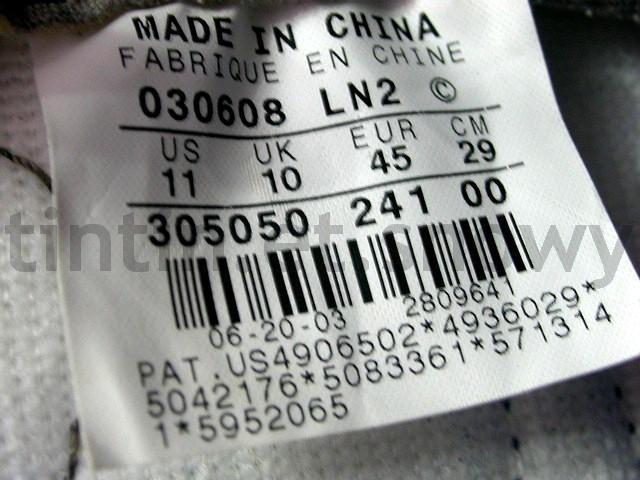 MADE IN CHINA
FABRIQUE EN CHINE
030608 LN2 ©
US UK EUR CM
11 10 45 29
305050 241 00
06-20-03 2809641
PAT.US4906502*4936029*
5042176*5083361*571314
1*5952065